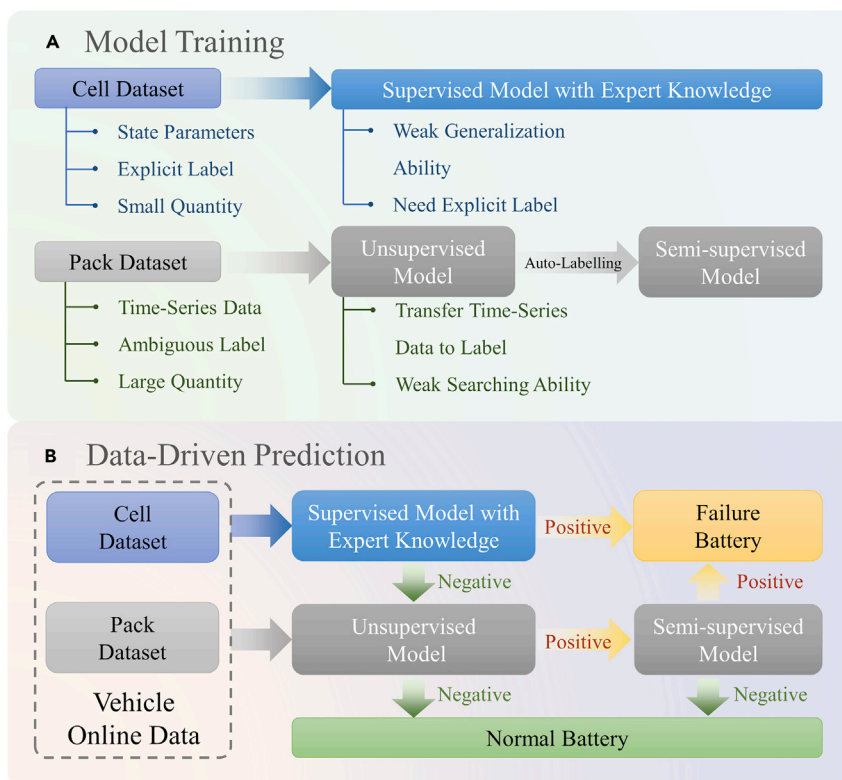 A Model Training
Cell Dataset
Supervised Model with Expert Knowledge
State Parameters
Explicit Label
Small Quantity
Weak Generalization
Ability
Need Explicit Label
Pack Dataset
Unsupervised
Model
Auto-Labelling
Semi-supervised
Model
Time-Series Data
Ambiguous Label
Large Quantity
Transfer Time-Series
Data to Label
Weak Searching Ability
B Data-Driven Prediction
Cell
Dataset
Supervised Model with
Expert Knowledge
Positive
Failure
Battery
Negative
Positive
Pack
Dataset
Unsupervised
Model
Positive
Semi-supervised
Model
Negative
Negative
Vehicle
Online Data
Normal Battery